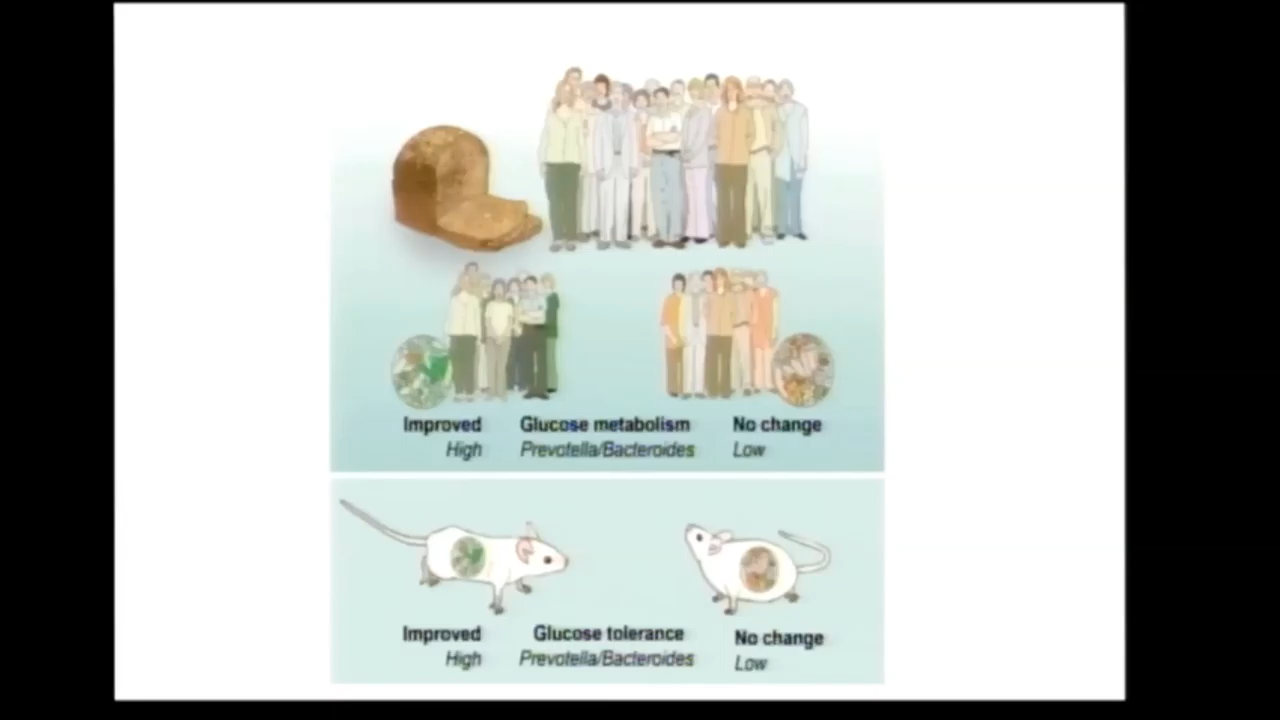 Improved Glucose metabolism No change
High Prevotella/Bacteroides Low
Improved Glucose tolerance No change
High Prevotella/Bacteroides Low